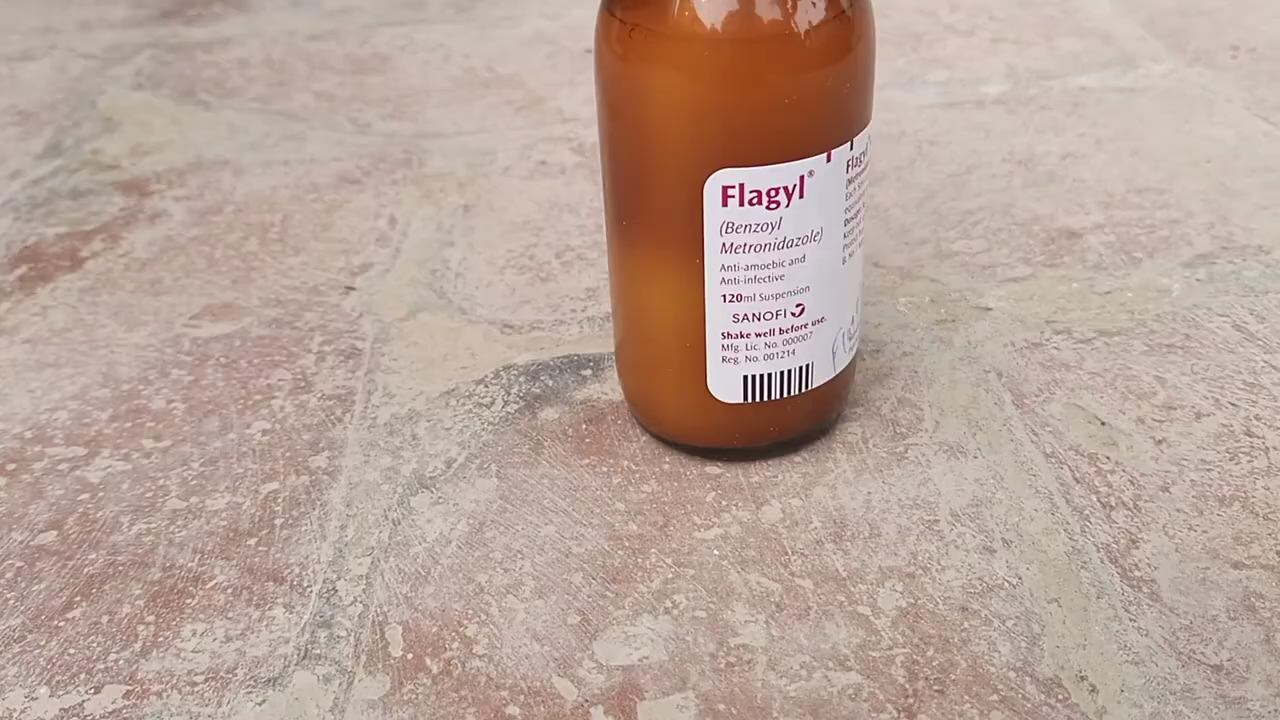 Flagyl®
(Benzoyl
Metronidazole)
Anti-amoebic and
Anti-infective
120ml Suspension
SANOFI
Shake well before use.
Mfg. Lic. No. 000007
Reg. No. 001214
Flagyl
Each